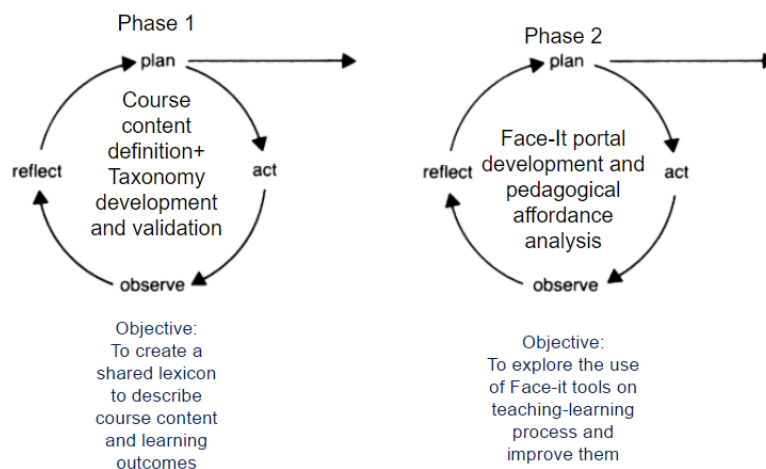 Phase 1
plan
Course
content
definition+
Taxonomy
development
and validation
reflect
act
observe
Objective:
To create a
shared lexicon
to describe
course content
and learning
outcomes
Phase 2
plan
Face-It portal
development and
pedagogical
affordance
analysis
reflect
act
observe
Objective:
To explore the use
of Face-it tools on
teaching-learning
process and
improve them